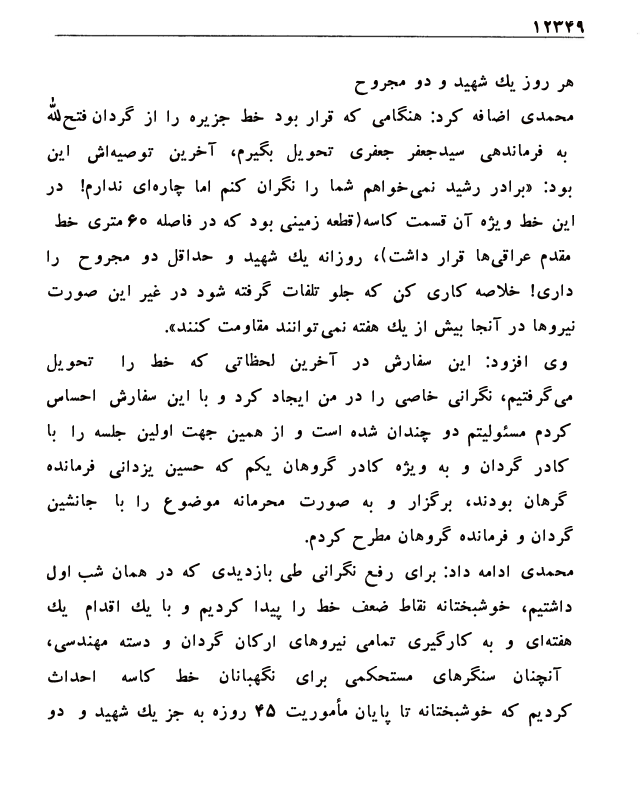 ۱۲۳۴۹
هر روز یك شهید و دو مجروح
محمدی اضافه کرد: هنگامی که قرار بود خط جزیره را از گردان فتح‌الله
به فرماندهی سیدجعفر جعفری تحویل بگیرم، آخرین توصیه‌اش این
بود: «برادر رشید نمی‌خواهم شما را نگران کنم اما چاره‌ای ندارم! در
این خط ویژه آن قسمت کاسه(قطعه زمینی بود که در فاصله ۶۰ متری خط
مقدم عراقی‌ها قرار داشت)، روزانه یك شهید و حداقل دو مجروح را
داری! خلاصه کاری کن که جلو تلفات گرفته شود در غیر این صورت
نیروها در آنجا بیش از یك هفته نمی‌توانند مقاومت کنند».
وی افزود: این سفارش در آخرین لحظاتی که خط را تحویل
می‌گرفتیم، نگرانی خاصی را در من ایجاد کرد و با این سفارش احساس
کردم مسئولیتم دو چندان شده است و از همین جهت اولین جلسه را با
کادر گردان و به ویژه کادر گروهان یکم که حسین یزدانی فرمانده
گرهان بودند، برگزار و به صورت محرمانه موضوع را با جانشین
گردان و فرمانده گروهان مطرح کردم.
محمدی ادامه داد: برای رفع نگرانی طی بازدیدی که در همان شب اول
داشتیم، خوشبختانه نقاط ضعف خط را پیدا کردیم و با یك اقدام یك
هفته‌ای و به کارگیری تمامی نیروهای ارکان گردان و دسته مهندسی،
آنچنان سنگرهای مستحکمی برای نگهبانان خط کاسه احداث
کردیم که خوشبختانه تا پایان مأموریت ۴۵ روزه به جز یك شهید و دو